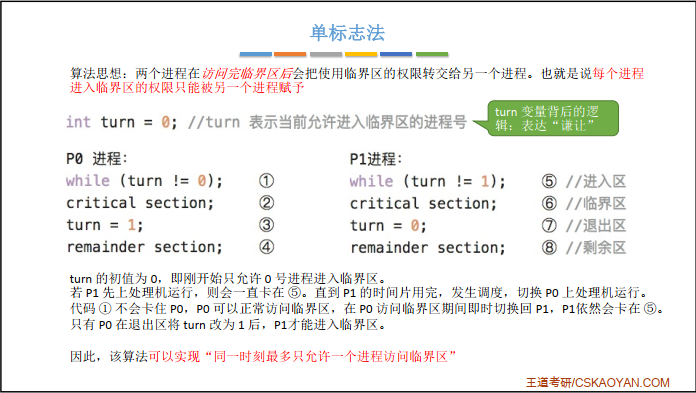 单标志法
算法思想：两个进程在访问完临界区后会把使用临界区的权限转交给另一个进程。也就是说每个进程
进入临界区的权限只能被另一个进程赋予
int turn = 0; //turn 表示当前允许进入临界区的进程号
turn 变量背后的逻
辑：表达“谦让”
P0 进程： P1进程：
while (turn != 0); ① while (turn != 1); ⑤ //进入区
critical section; ② critical section; ⑥ //临界区
turn = 1; ③ turn = 0; ⑦ //退出区
remainder section; ④ remainder section; ⑧ //剩余区
turn 的初值为 0，即刚开始只允许 0 号进程进入临界区。
若 P1 先上处理机运行，则会一直卡在 ⑤。直到 P1 的时间片用完，发生调度，切换 P0 上处理机运行。
代码 ① 不会卡住 P0，P0 可以正常访问临界区，在 P0 访问临界区期间即时切换回 P1，P1依然会卡在 ⑤。
只有 P0 在退出区将 turn 改为 1 后，P1才能进入临界区。
因此，该算法可以实现“同一时刻最多只允许一个进程访问临界区”
王道考研/CSKAOYAN.COM